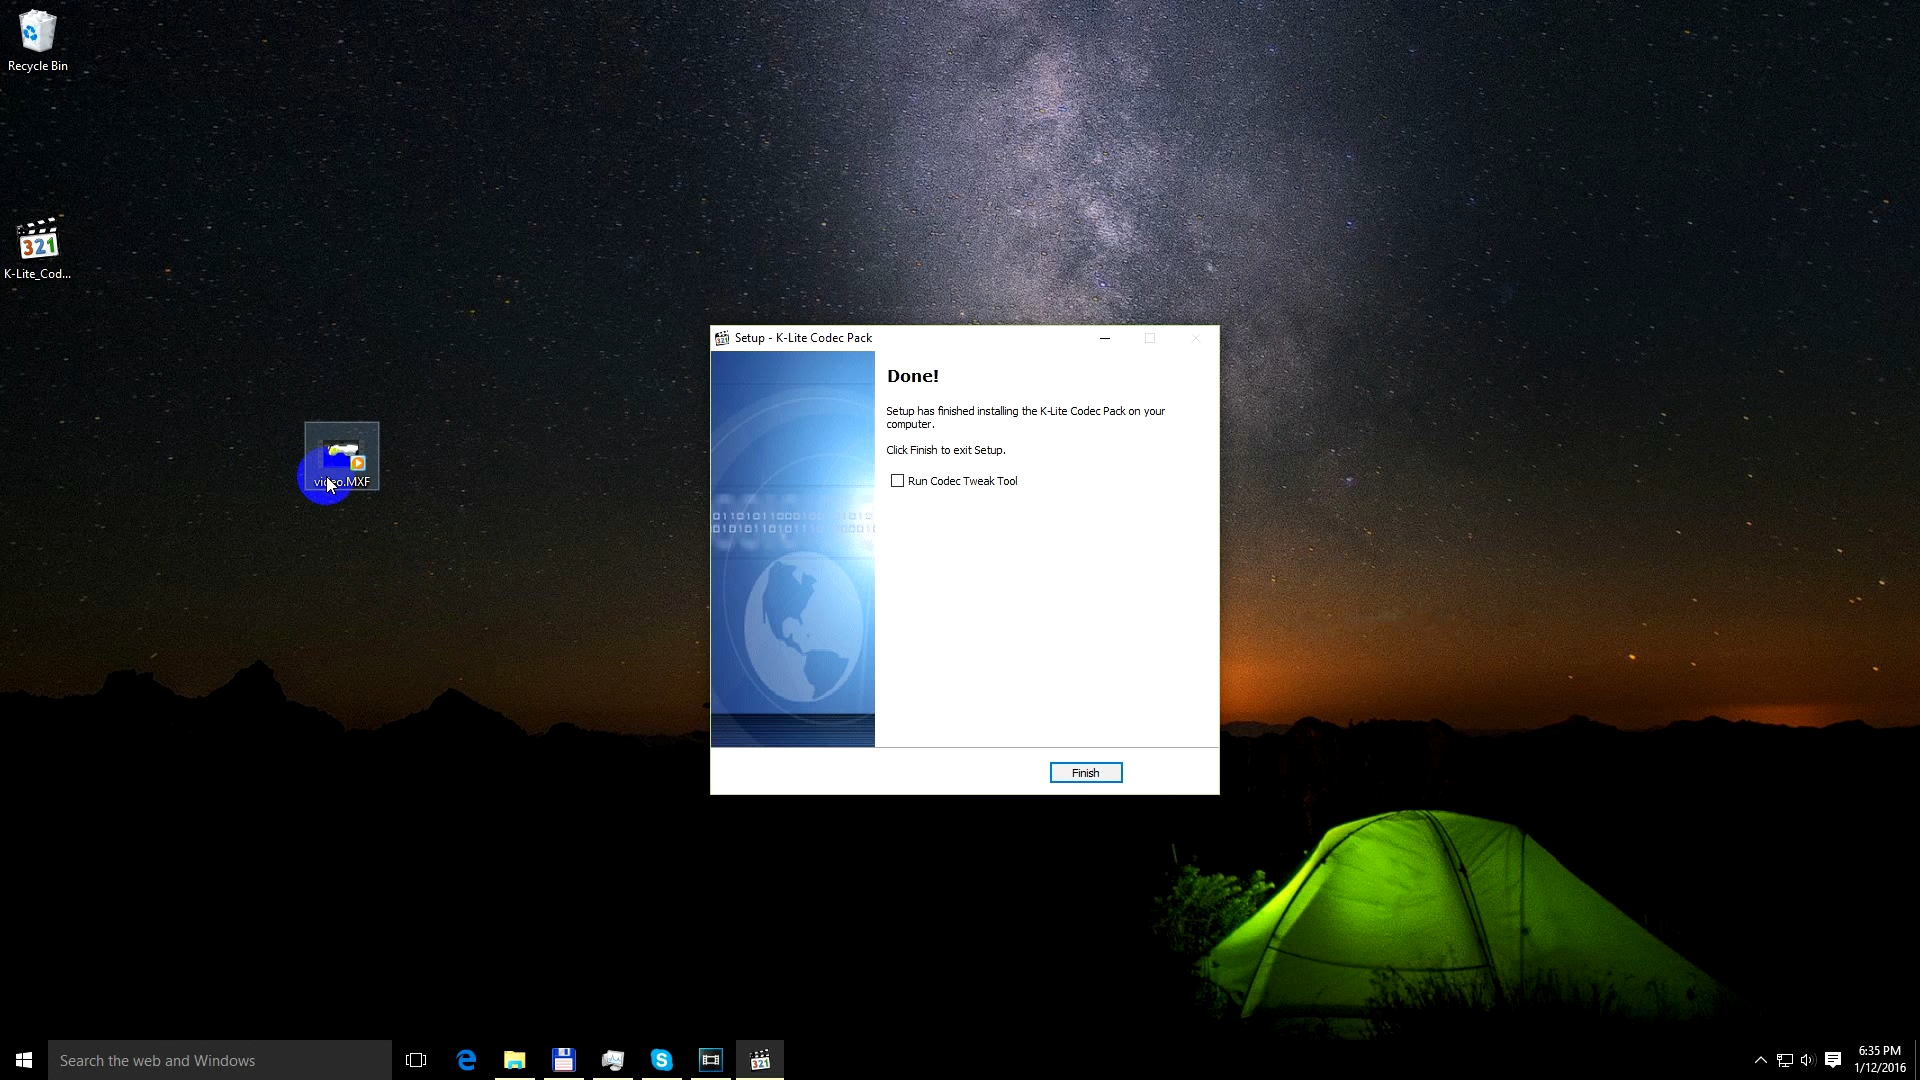 Recycle Bin
K-Lite_Cod...
video.MXF
Setup - K-Lite Codec Pack
Done!
Setup has finished installing the K-Lite Codec Pack on your
computer.
Click Finish to exit Setup.
Run Codec Tweak Tool
Finish
Search the web and Windows
6:35 PM
1/12/2016